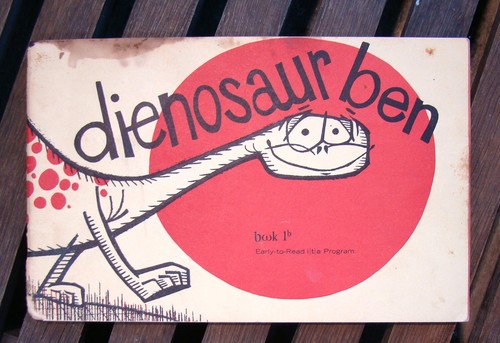 dienosaur ben
book 1b
Early-to-Read i/t/a Program